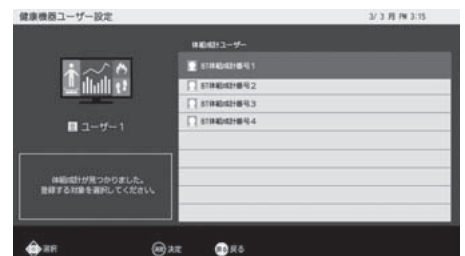 健康機器ユーザー設定
3/ 3 月 PM 3:15
体組成計ユーザー
BT体組成計番号1
BT体組成計番号2
BT体組成計番号3
BT体組成計番号4
ユーザー1
体組成計が見つかりました。
登録する対象を選択してください。
選択
決定
戻る 戻る